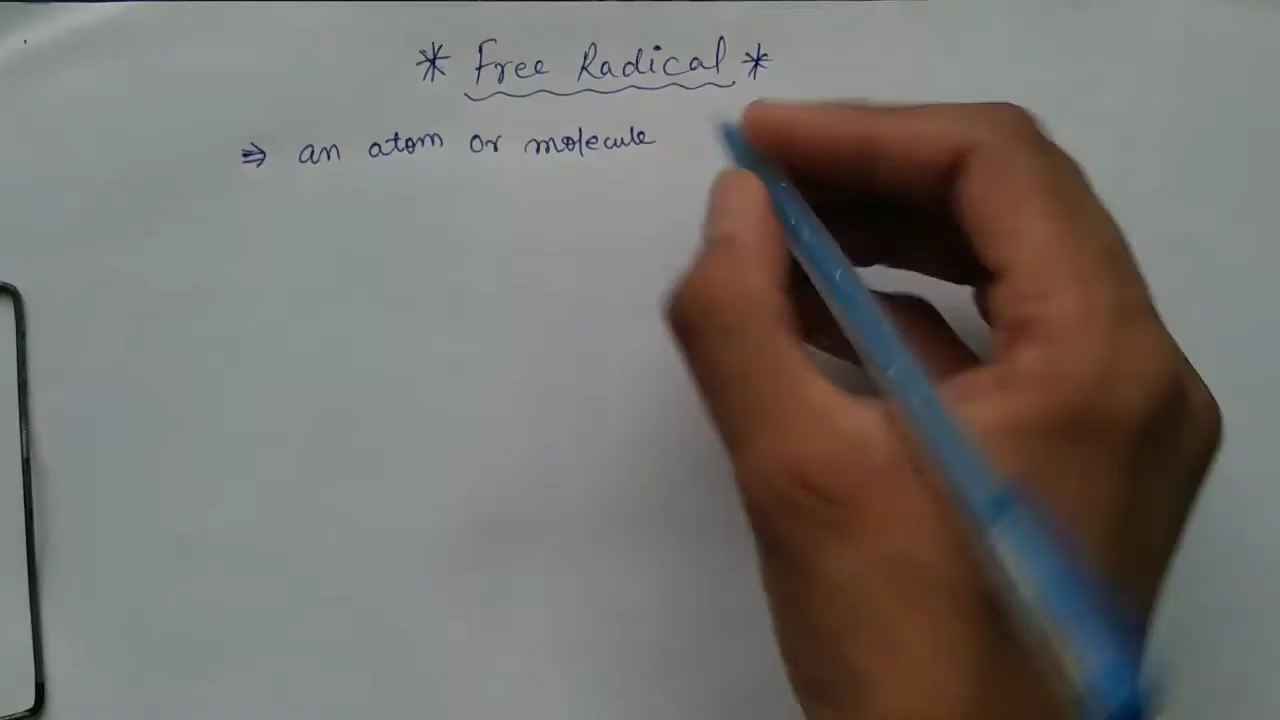 * Free Radical *
⇒ an atom or molecule